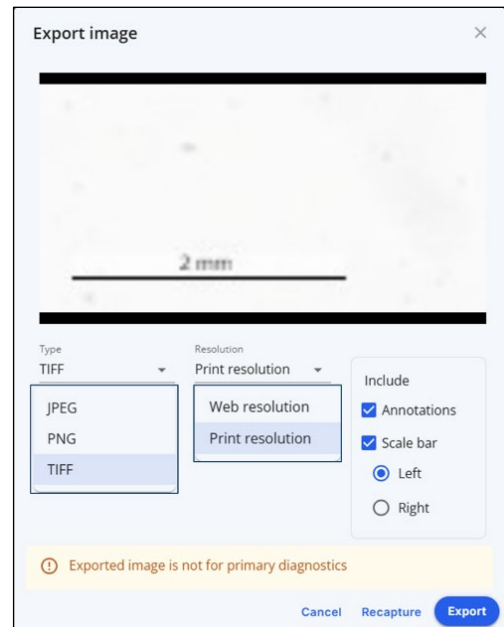 Export image
2 mm
Type
TIFF
JPEG
PNG
TIFF
Resolution
Print resolution
Web resolution
Print resolution
Include
Annotations
Scale bar
Left
Right
Exported image is not for primary diagnostics
Cancel Recapture Export